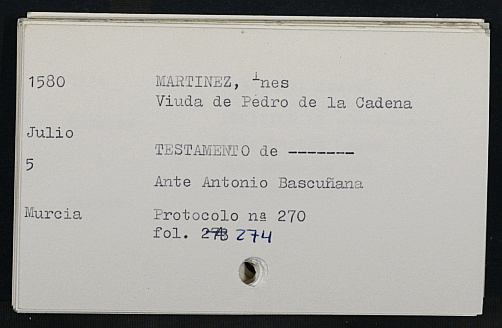 1580 MARTINEZ, Ines
Viuda de Pedro de la Cadena
Julio
TESTAMENTO de -------
5
Ante Antonio Bascuñana
Murcia Protocolo nª 270
fol. 273 274